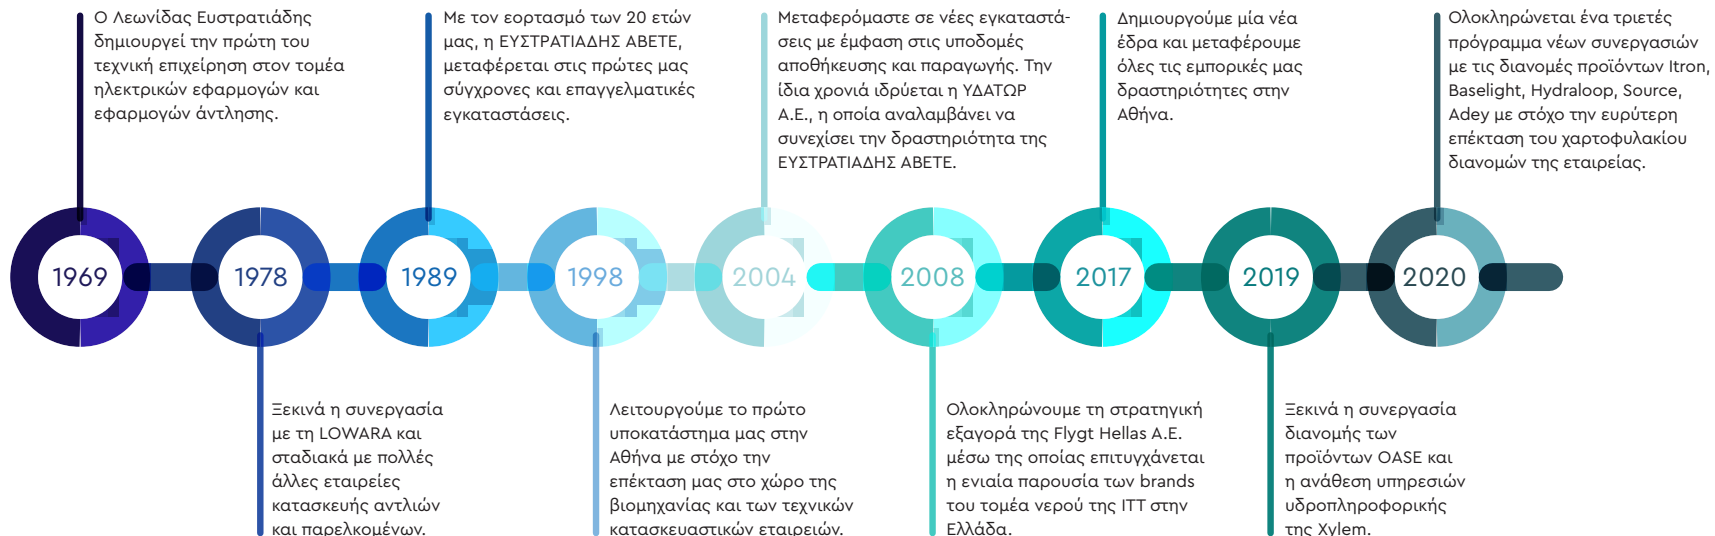 Ο Λεωνίδας Ευστρατιάδης
δημιουργεί την πρώτη του
τεχνική επιχείρηση στον τομέα
ηλεκτρικών εφαρμογών και
εφαρμογών άντλησης.
Με τον εορτασμό των 20 ετών
μας, η ΕΥΣΤΡΑΤΙΑΔΗΣ ΑΒΕΤΕ,
μεταφέρεται στις πρώτες μας
σύγχρονες και επαγγελματικές
εγκαταστάσεις.
Μεταφερόμαστε σε νέες εγκαταστά-
σεις με έμφαση στις υποδομές
αποθήκευσης και παραγωγής. Την
ίδια χρονιά ιδρύεται η ΥΔΑΤΩΡ
Α.Ε., η οποία αναλαμβάνει να
συνεχίσει την δραστηριότητα της
ΕΥΣΤΡΑΤΙΑΔΗΣ ΑΒΕΤΕ.
Δημιουργούμε μία νέα
έδρα και μεταφέρουμε
όλες τις εμπορικές μας
δραστηριότητες στην
Αθήνα.
Ολοκληρώνεται ένα τριετές
πρόγραμμα νέων συνεργασιών
με τις διανομές προϊόντων Itron,
Baselight, Hydraloop, Source,
Adey με στόχο την ευρύτερη
επέκταση του χαρτοφυλακίου
διανομών της εταιρείας.
1969
1978
1989
1998
2004
2008
2017
2019
2020
Ξεκινά η συνεργασία
με τη LOWARA και
σταδιακά με πολλές
άλλες εταιρείες
κατασκευής αντλιών
και παρελκομένων.
Λειτουργούμε το πρώτο
υποκατάστημα μας στην
Αθήνα με στόχο την
επέκταση μας στο χώρο της
βιομηχανίας και των τεχνικών
κατασκευαστικών εταιρειών.
Ολοκληρώνουμε τη στρατηγική
εξαγορά της Flygt Hellas A.E.
μέσω της οποίας επιτυγχάνεται
η ενιαία παρουσία των brands
του τομέα νερού της ITT στην
Ελλάδα.
Ξεκινά η συνεργασία
διανομής των
προϊόντων OASE και
η ανάθεση υπηρεσιών
υδροπληροφορικής
της Xylem.